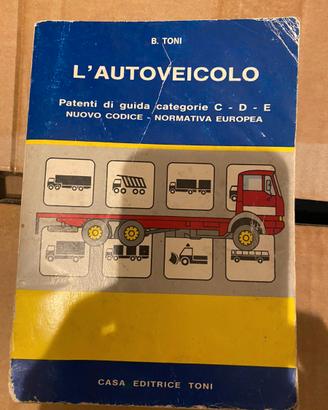 B. TONI
L'AUTOVEICOLO
Patenti di guida categorie C - D - E
NUOVO CODICE - NORMATIVA EUROPEA
CASA EDITRICE TONI